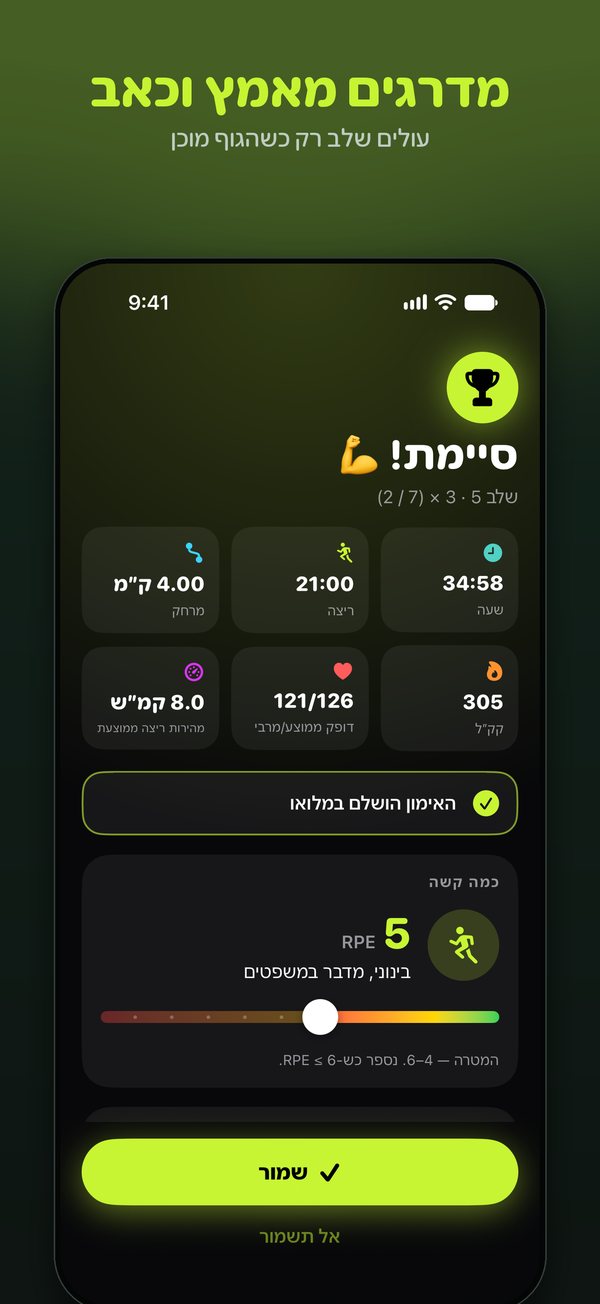 מדרגים מאמץ וכאב
עולים שלב רק כשהגוף מוכן
9:41
סיימת! 💪
שלב 5 · 3 × (7 / 2)
34:58
שעה
21:00
ריצה
4.00 ק״מ
מרחק
305
קק״ל
121/126
דופק ממוצע/מרבי
8.0 קמ״ש
מהירות ריצה ממוצעת
האימון הושלם במלואו
כמה קשה
5 RPE
בינוני, מדבר במשפטים
המטרה — 4–6. נספר כש-RPE ≤ 6.
שמור
אל תשמור